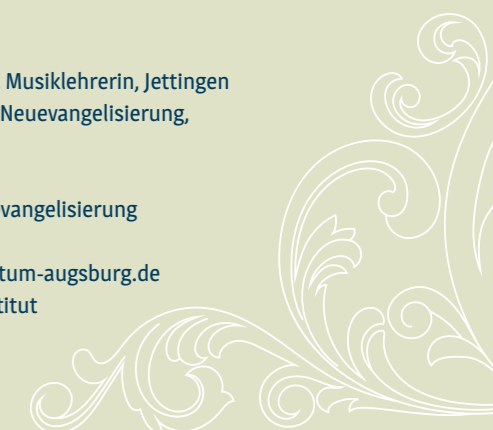 Musiklehrerin, Jettingen
Neuevangelisierung,
vangelisierung
tum-augsburg.de
titut